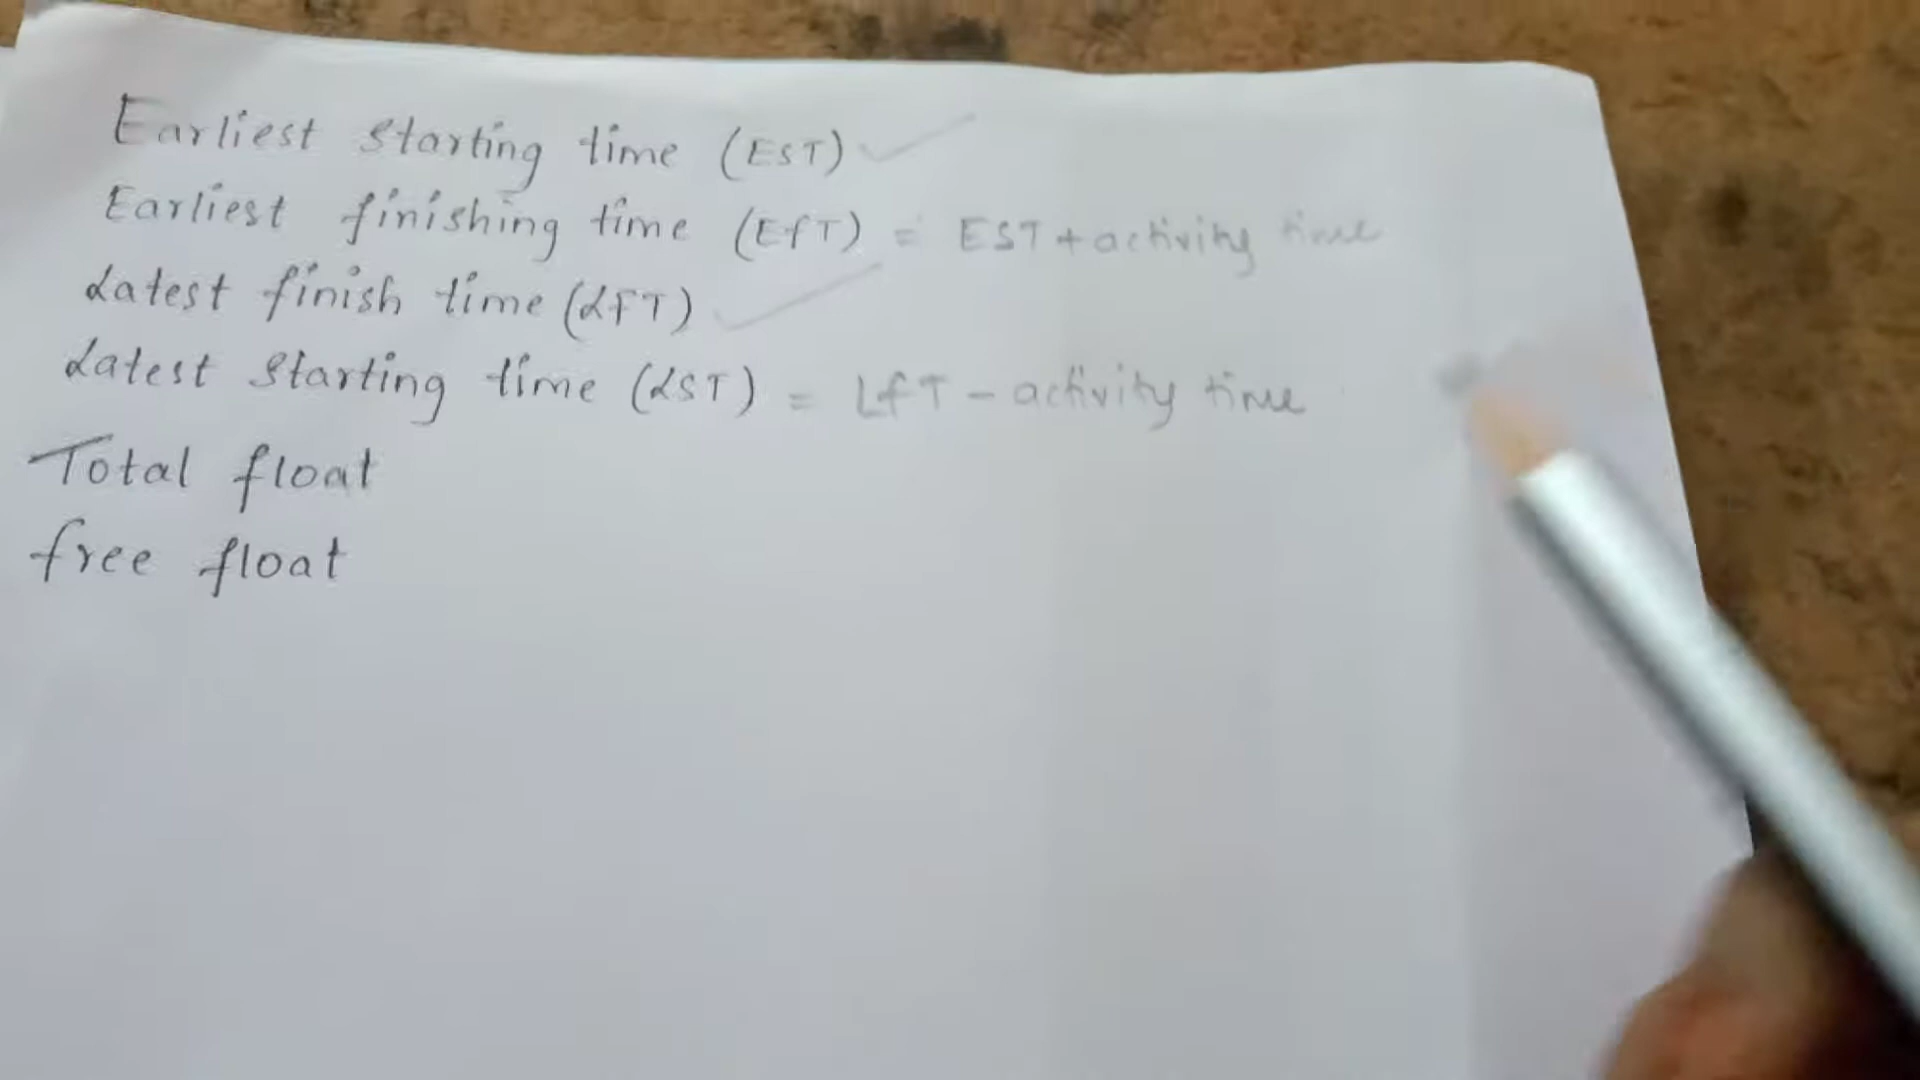 Earliest starting time (EST)
Earliest finishing time (EfT) = EST + activity time
Latest finish time (LFT)
Latest starting time (LST) = LfT - activity time
Total float
free float